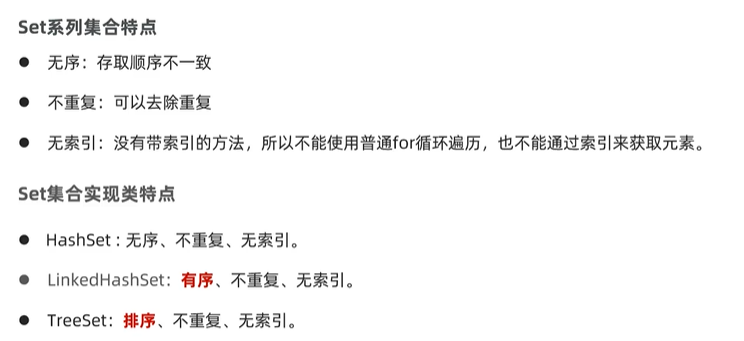 Set系列集合特点
● 无序：存取顺序不一致
● 不重复：可以去除重复
● 无索引：没有带索引的方法，所以不能使用普通for循环遍历，也不能通过索引来获取元素。
Set集合实现类特点
● HashSet : 无序、不重复、无索引。
● LinkedHashSet：有序、不重复、无索引。
● TreeSet：排序、不重复、无索引。